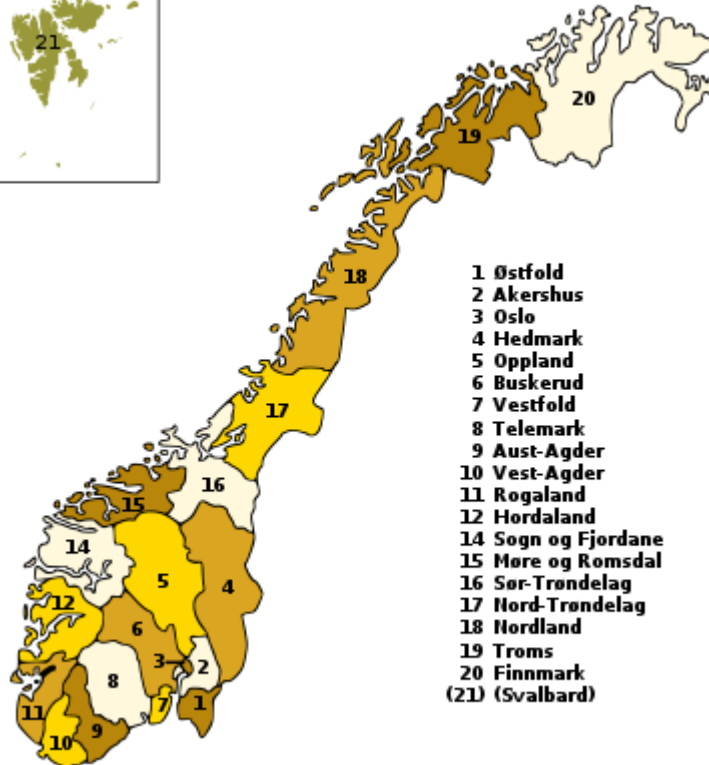 21
20
19
18
17
16
15
14
12
5
4
6
3
2
8
7
1
11
9
10
1 Østfold
2 Akershus
3 Oslo
4 Hedmark
5 Oppland
6 Buskerud
7 Vestfold
8 Telemark
9 Aust-Agder
10 Vest-Agder
11 Rogaland
12 Hordaland
14 Sogn og Fjordane
15 Møre og Romsdal
16 Sør-Trøndelag
17 Nord-Trøndelag
18 Nordland
19 Troms
20 Finnmark
(21) (Svalbard)